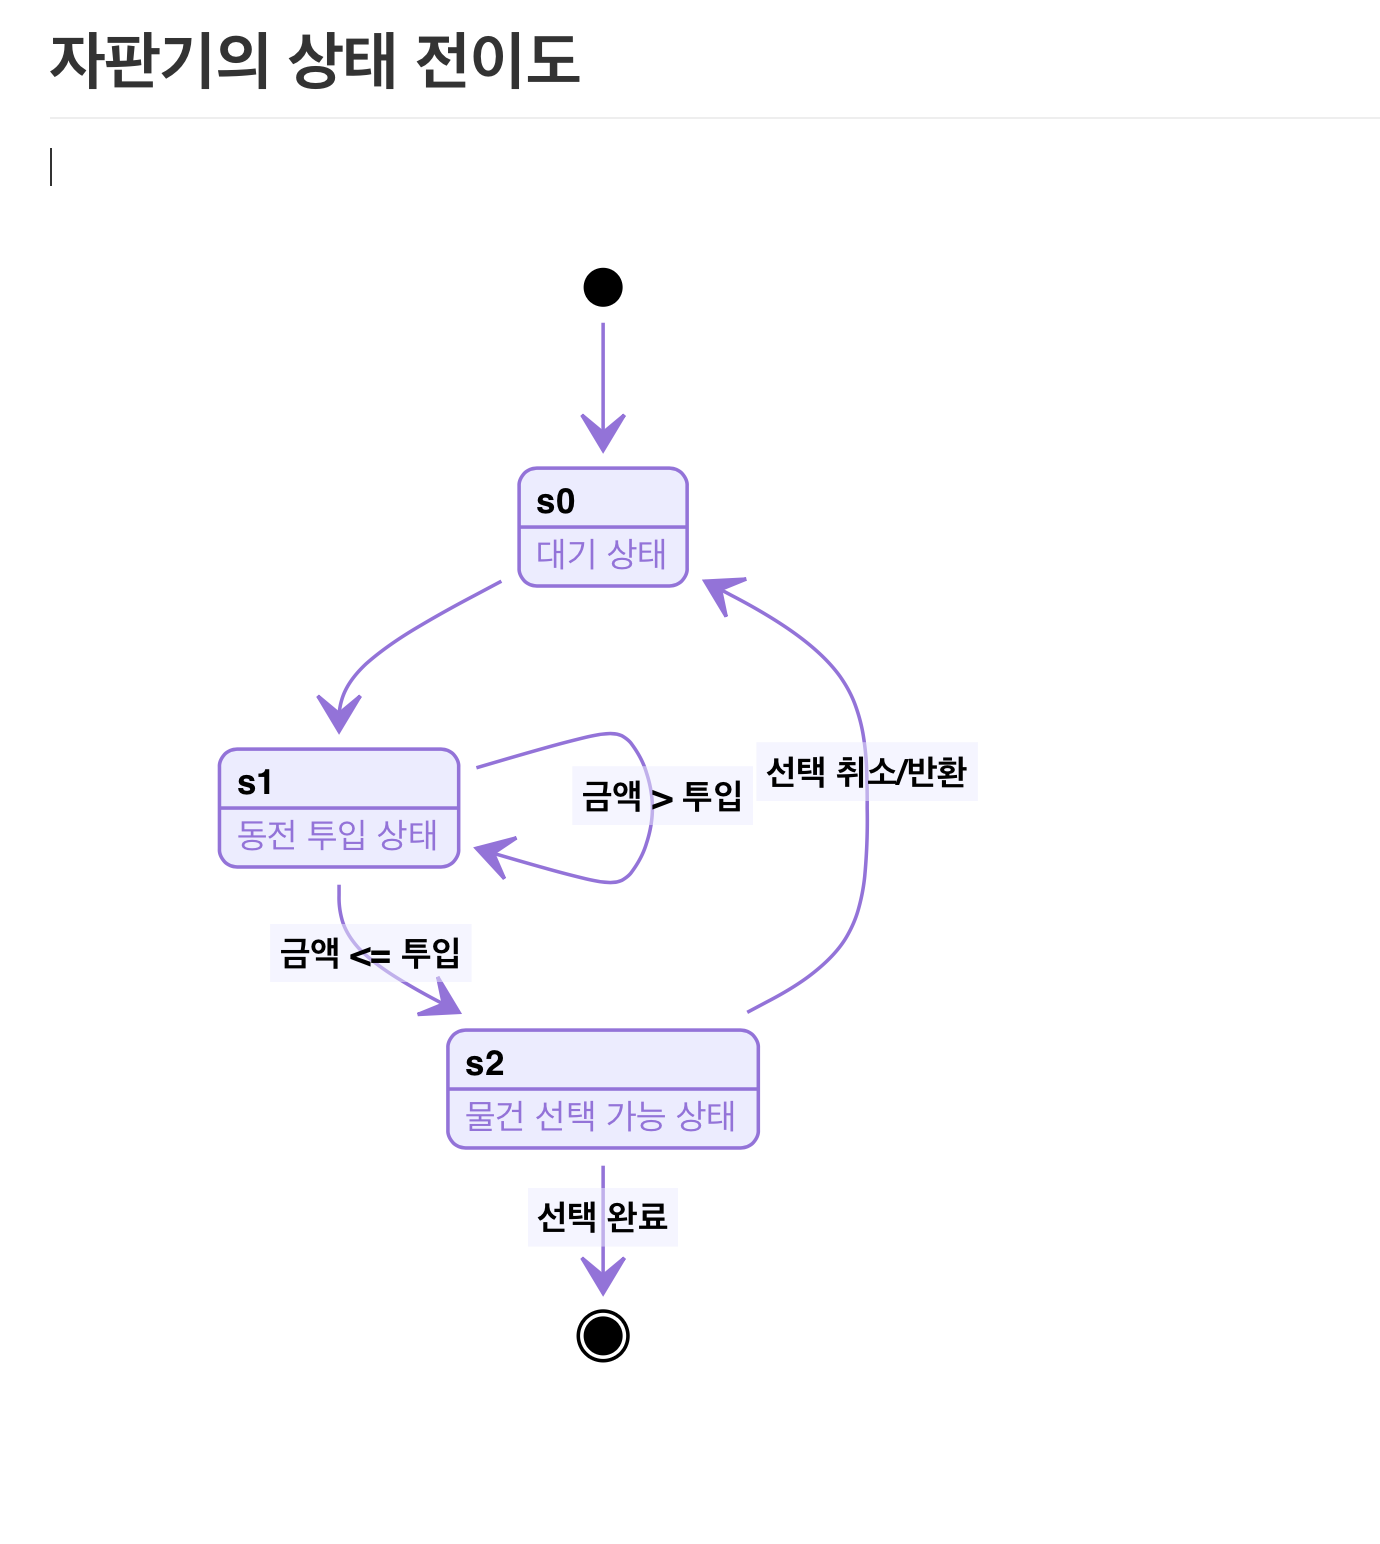 자판기의 상태 전이도
s0
대기 상태
s1
동전 투입 상태
금액 > 투입
선택 취소/반환
금액 <= 투입
s2
물건 선택 가능 상태
선택 완료